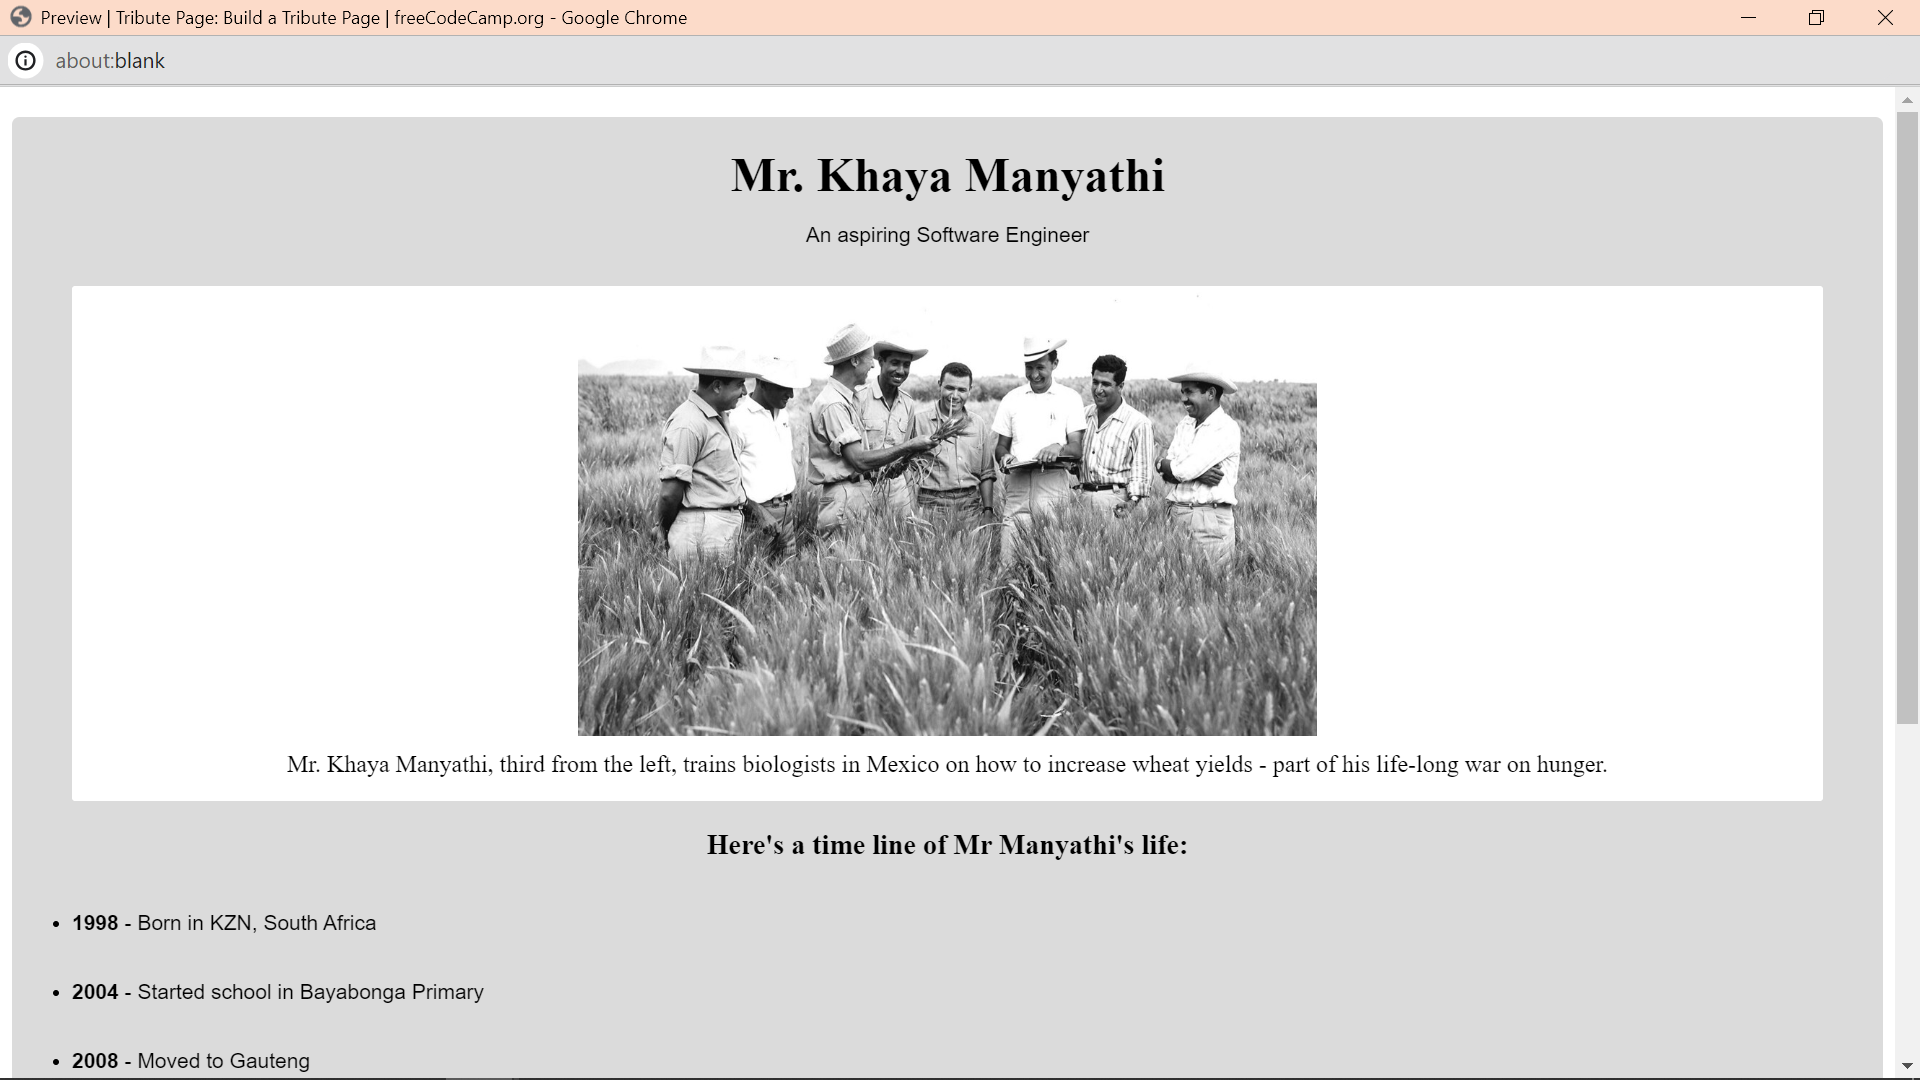 Preview | Tribute Page: Build a Tribute Page | freeCodeCamp.org - Google Chrome
about:blank
Mr. Khaya Manyathi
An aspiring Software Engineer
Mr. Khaya Manyathi, third from the left, trains biologists in Mexico on how to increase wheat yields - part of his life-long war on hunger.
Here's a time line of Mr Manyathi's life:
• 1998 - Born in KZN, South Africa
• 2004 - Started school in Bayabonga Primary
• 2008 - Moved to Gauteng